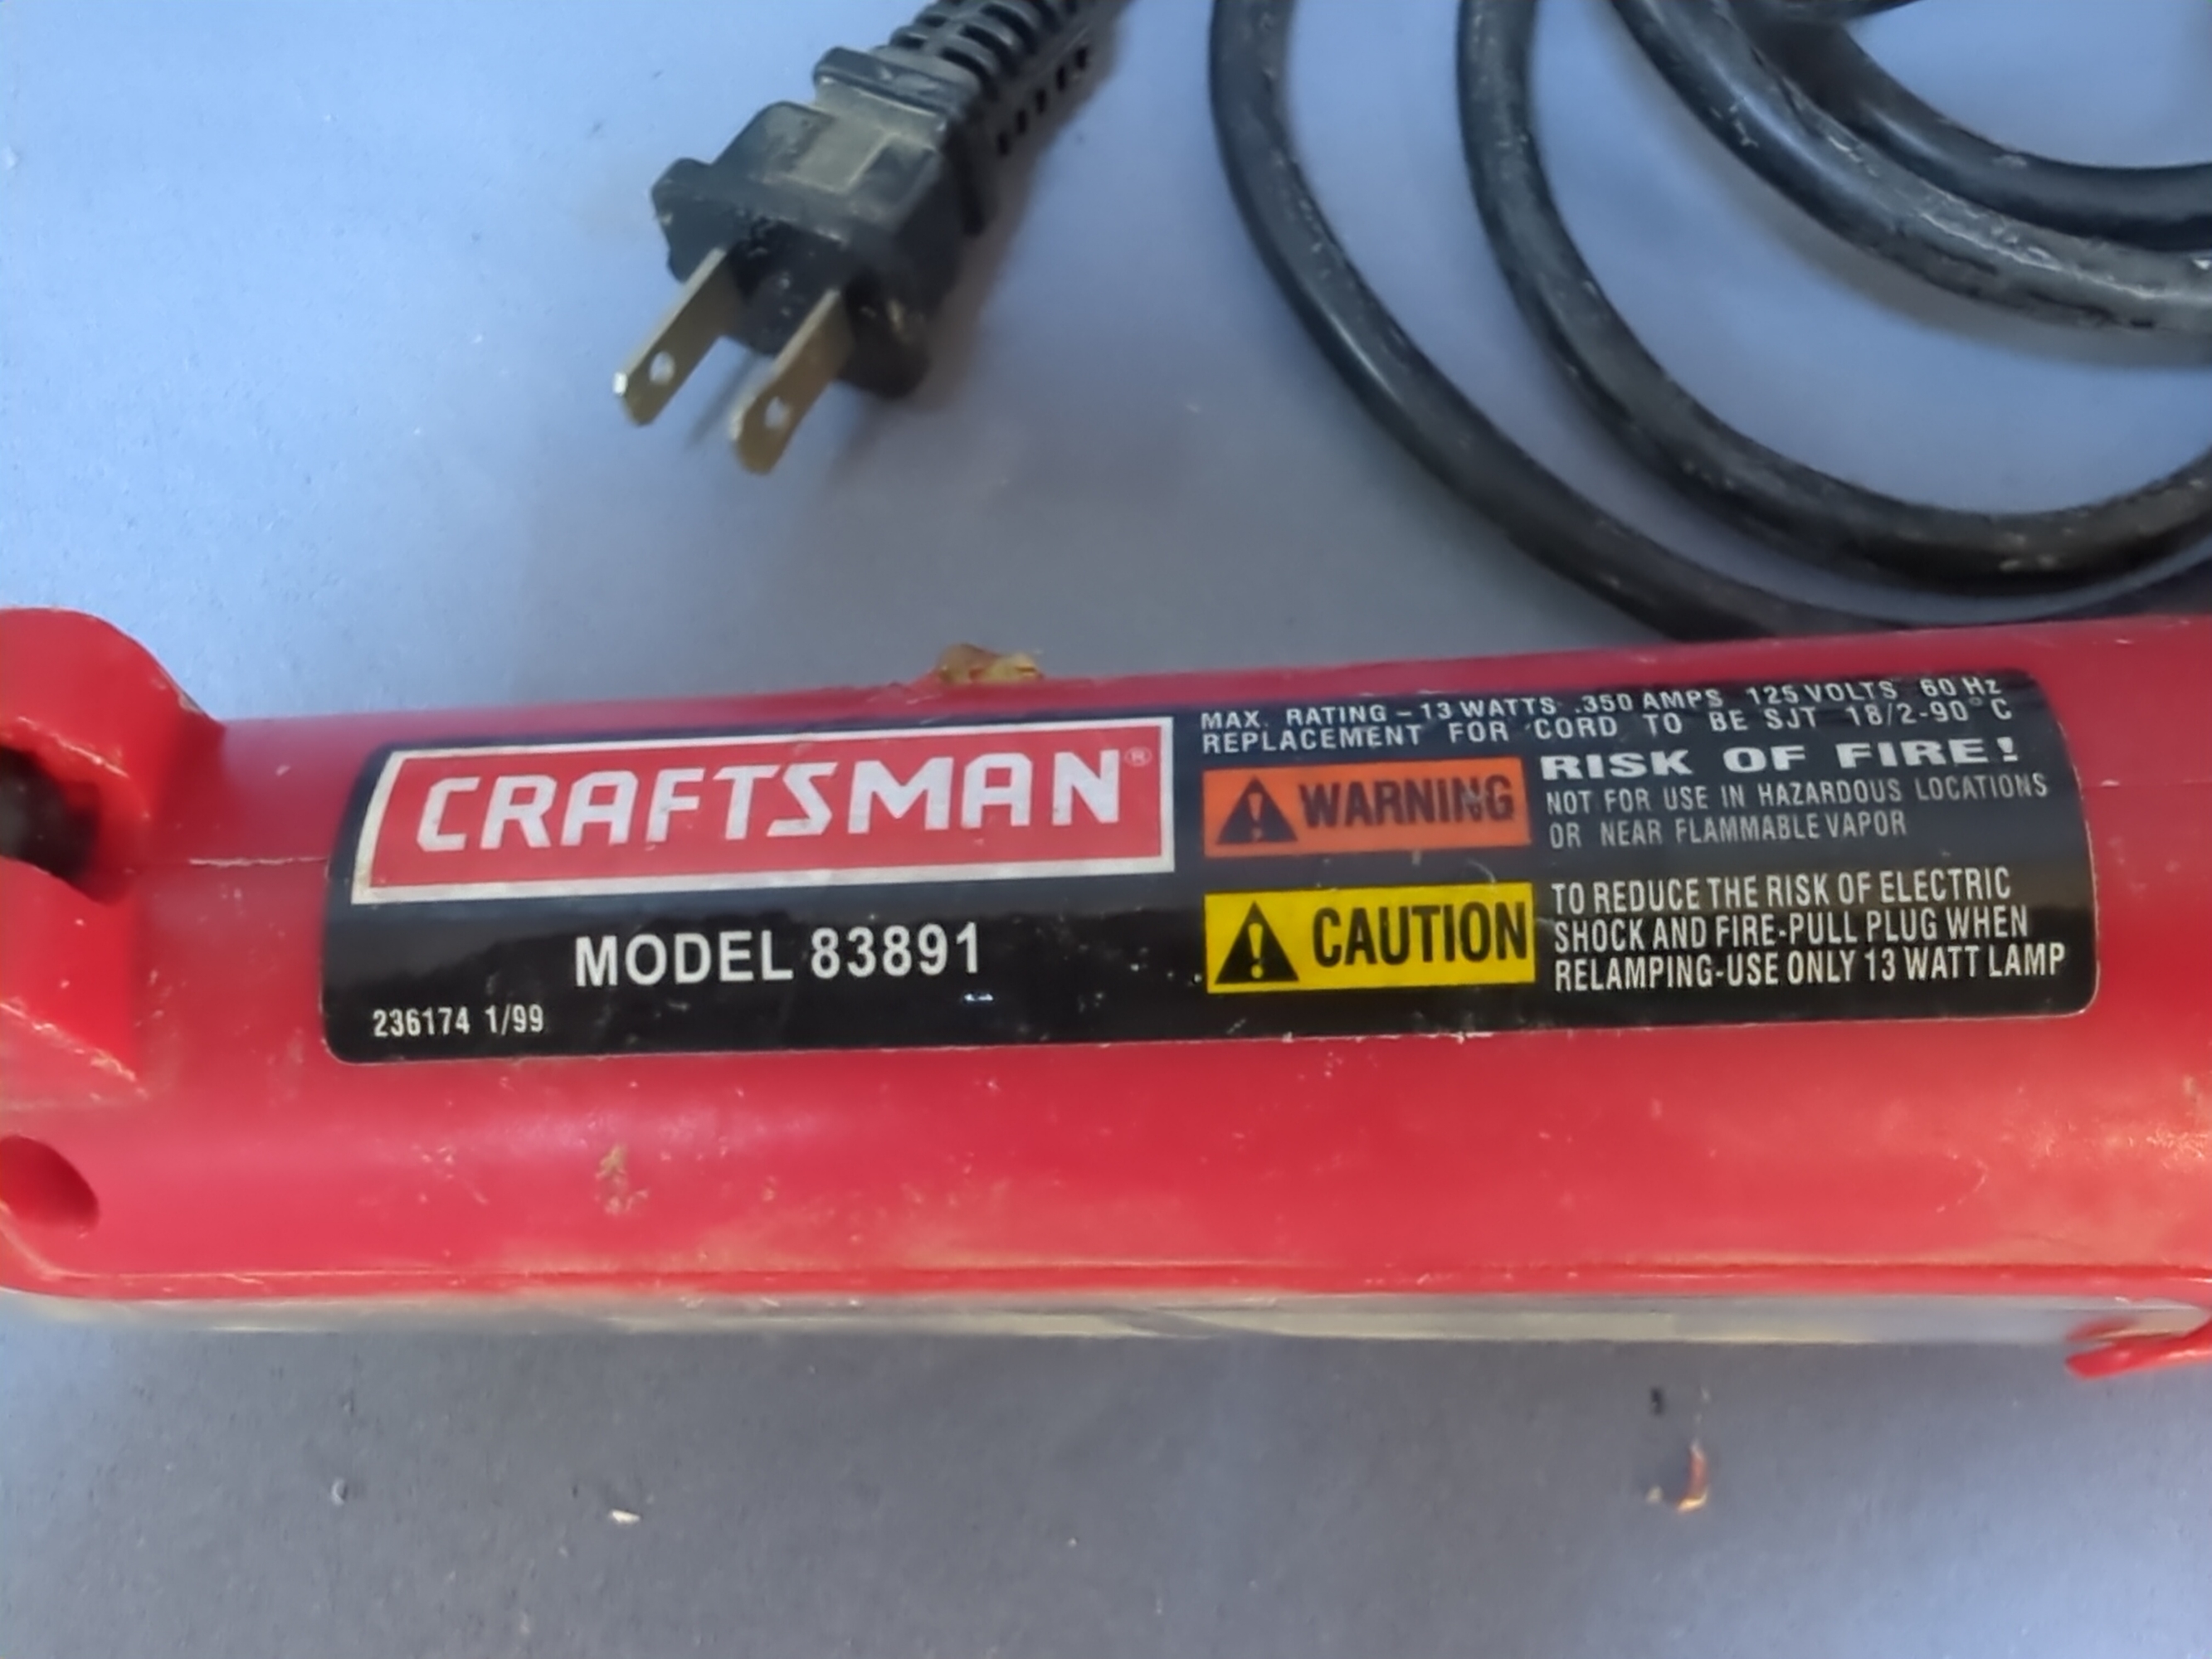 CRAFTSMAN®
MODEL 83891
236174 1/99
MAX. RATING – 13 WATTS .350 AMPS 125 VOLTS 60 Hz
REPLACEMENT FOR CORD TO BE SJT 18/2-90° C
WARNING
RISK OF FIRE!
NOT FOR USE IN HAZARDOUS LOCATIONS
OR NEAR FLAMMABLE VAPOR
CAUTION
TO REDUCE THE RISK OF ELECTRIC
SHOCK AND FIRE-PULL PLUG WHEN
RELAMPING-USE ONLY 13 WATT LAMP